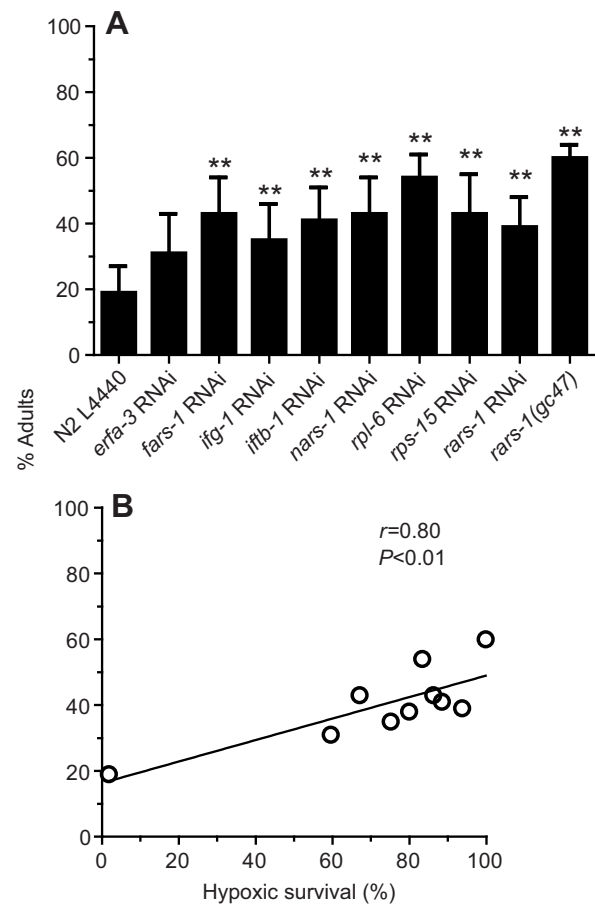 A
100
80
60
40
20
0
** ** ** ** ** ** ** **
N2 L4440
erfa-3 RNAi
fars-1 RNAi
ifg-1 RNAi
iftb-1 RNAi
nars-1 RNAi
rpl-6 RNAi
rps-15 RNAi
rars-1 RNAi
rars-1(gc47)
% Adults
B
r=0.80
P<0.01
100
80
60
40
20
0
0 20 40 60 80 100
Hypoxic survival (%)